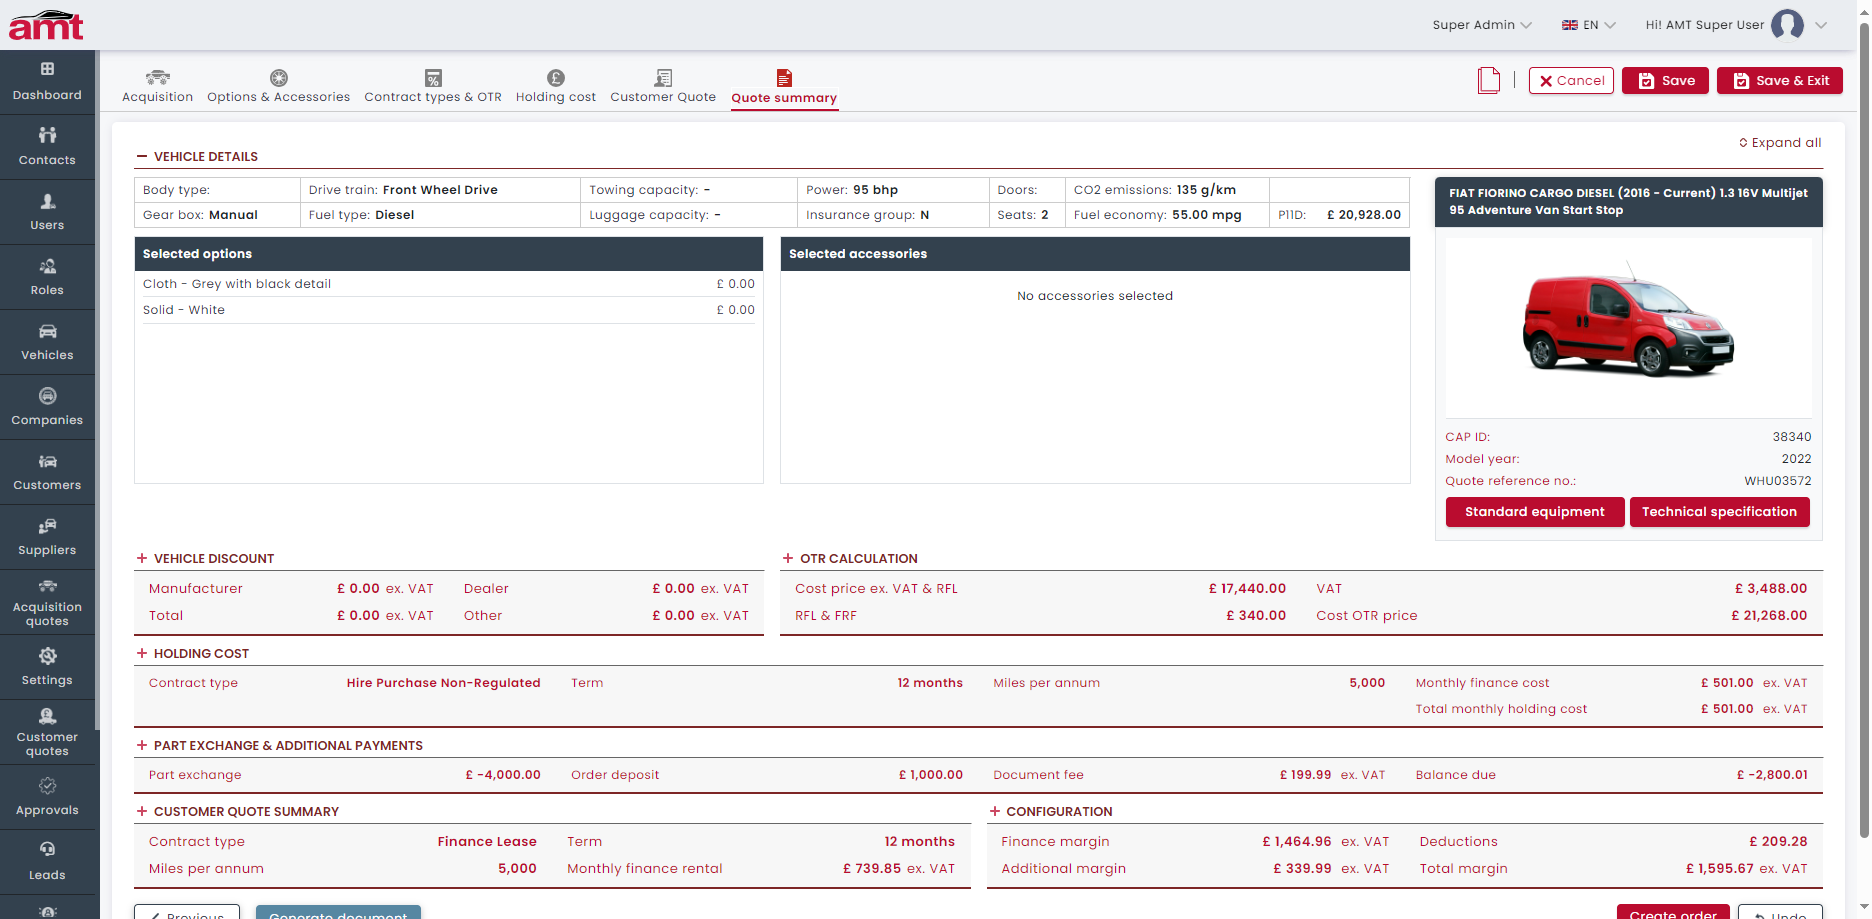 amt
Super Admin
EN
Hi! AMT Super User
Dashboard
Contacts
Users
Roles
Vehicles
Companies
Customers
Suppliers
Acquisition
quotes
Settings
Customer
quotes
Approvals
Leads
Acquisition
Options & Accessories
Contract types & OTR
Holding cost
Customer Quote
Quote summary
Cancel
Save
Save & Exit
Expand all
VEHICLE DETAILS
Body type:
Drive train: Front Wheel Drive
Towing capacity: -
Power: 95 bhp
Doors:
CO2 emissions: 135 g/km
Gear box: Manual
Fuel type: Diesel
Luggage capacity: -
Insurance group: N
Seats: 2
Fuel economy: 55.00 mpg
P11D: £ 20,928.00
Selected options
Cloth - Grey with black detail £ 0.00
Solid - White £ 0.00
Selected accessories
No accessories selected
FIAT FIORINO CARGO DIESEL (2016 - Current) 1.3 16V Multijet
95 Adventure Van Start Stop
CAP ID: 38340
Model year: 2022
Quote reference no.: WHU03572
Standard equipment
Technical specification
VEHICLE DISCOUNT
Manufacturer £ 0.00 ex. VAT Dealer £ 0.00 ex. VAT
Total £ 0.00 ex. VAT Other £ 0.00 ex. VAT
OTR CALCULATION
Cost price ex. VAT & RFL £ 17,440.00 VAT £ 3,488.00
RFL & FRF £ 340.00 Cost OTR price £ 21,268.00
HOLDING COST
Contract type Hire Purchase Non-Regulated Term 12 months Miles per annum 5,000 Monthly finance cost £ 501.00 ex. VAT
Total monthly holding cost £ 501.00 ex. VAT
PART EXCHANGE & ADDITIONAL PAYMENTS
Part exchange £ -4,000.00 Order deposit £ 1,000.00 Document fee £ 199.99 ex. VAT Balance due £ -2,800.01
CUSTOMER QUOTE SUMMARY
Contract type Finance Lease Term 12 months
Miles per annum 5,000 Monthly finance rental £ 739.85 ex. VAT
CONFIGURATION
Finance margin £ 1,464.96 ex. VAT Deductions £ 209.28
Additional margin £ 339.99 ex. VAT Total margin £ 1,595.67 ex. VAT
Previous
Generate document
Create order
Undo